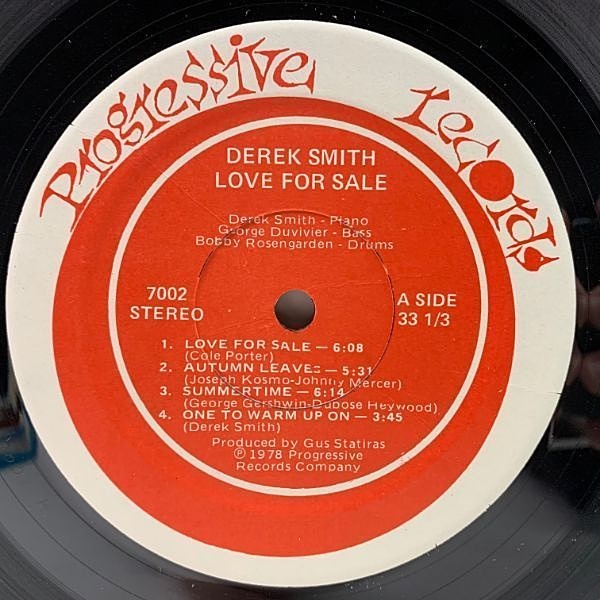 Progressive records
DEREK SMITH
LOVE FOR SALE
Derek Smith - Piano
George Duvivier - Bass
Bobby Rosengarden - Drums
7002
STEREO
A SIDE
33 1/3
1. LOVE FOR SALE — 6:08
(Cole Porter)
2. AUTUMN LEAVES — 5:31
(Joseph Kosmo-Johnny Mercer)
3. SUMMERTIME — 6:14
(George Gershwin-Dubose Heywood)
4. ONE TO WARM UP ON — 3:45
(Derek Smith)
Produced by Gus Statiras
℗ 1978 Progressive
Records Company